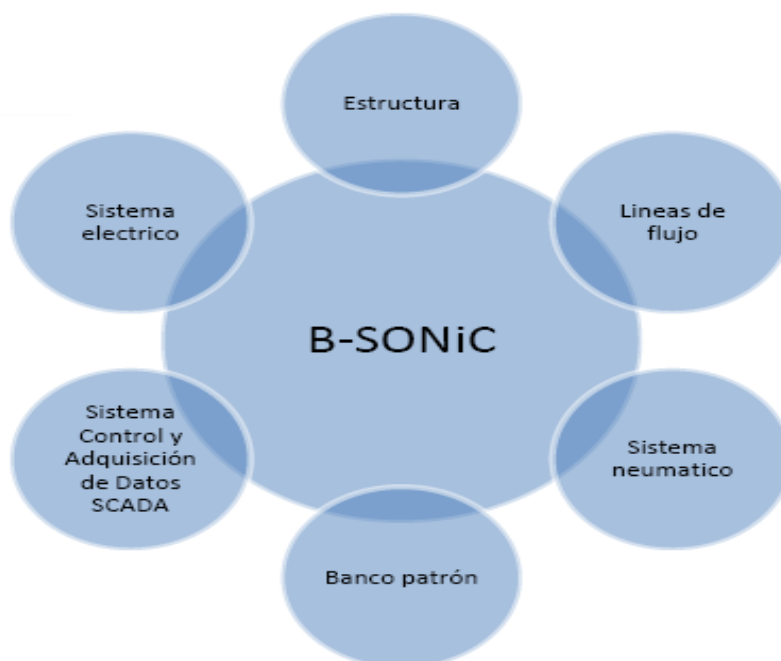 Estructura
Sistema
electrico
Lineas de
flujo
B-SONiC
Sistema
Control y
Adquisición
de Datos
SCADA
Sistema
neumatico
Banco patrón